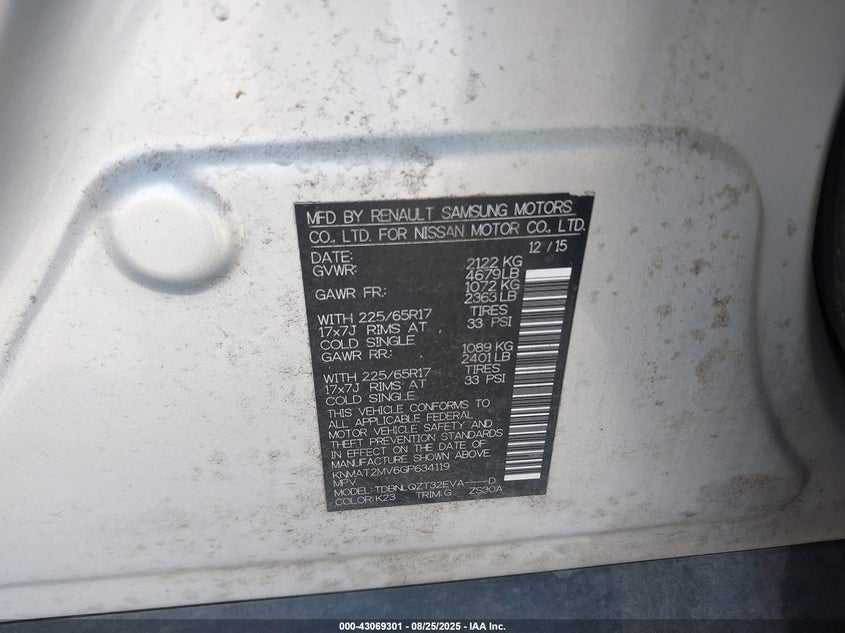 MFD BY RENAULT SAMSUNG MOTORS
CO., LTD. FOR NISSAN MOTOR CO., LTD.
DATE: 12 / 15
GVWR: 2122 KG
4679 LB
GAWR FR: 1072 KG
2363 LB
WITH 225/65R17 TIRES
17x7J RIMS AT 33 PSI
COLD SINGLE
GAWR RR: 1089 KG
2401 LB
WITH 225/65R17 TIRES
17x7J RIMS AT 33 PSI
COLD SINGLE
THIS VEHICLE CONFORMS TO
ALL APPLICABLE FEDERAL
MOTOR VEHICLE SAFETY AND
THEFT PREVENTION STANDARDS
IN EFFECT ON THE DATE OF
MANUFACTURE SHOWN ABOVE.
KNMAT2MV6GP634119
MPV
MODEL: TDBNLQZT32EVA----D
COLOR: K23 TRIM: G ZS30A
000-43069301 - 08/25/2025 - IAA Inc.